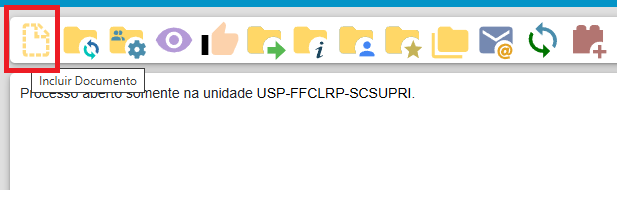 Incluir Documento
Processo aberto somente na unidade USP-FFCLRP-SCSUPRI.